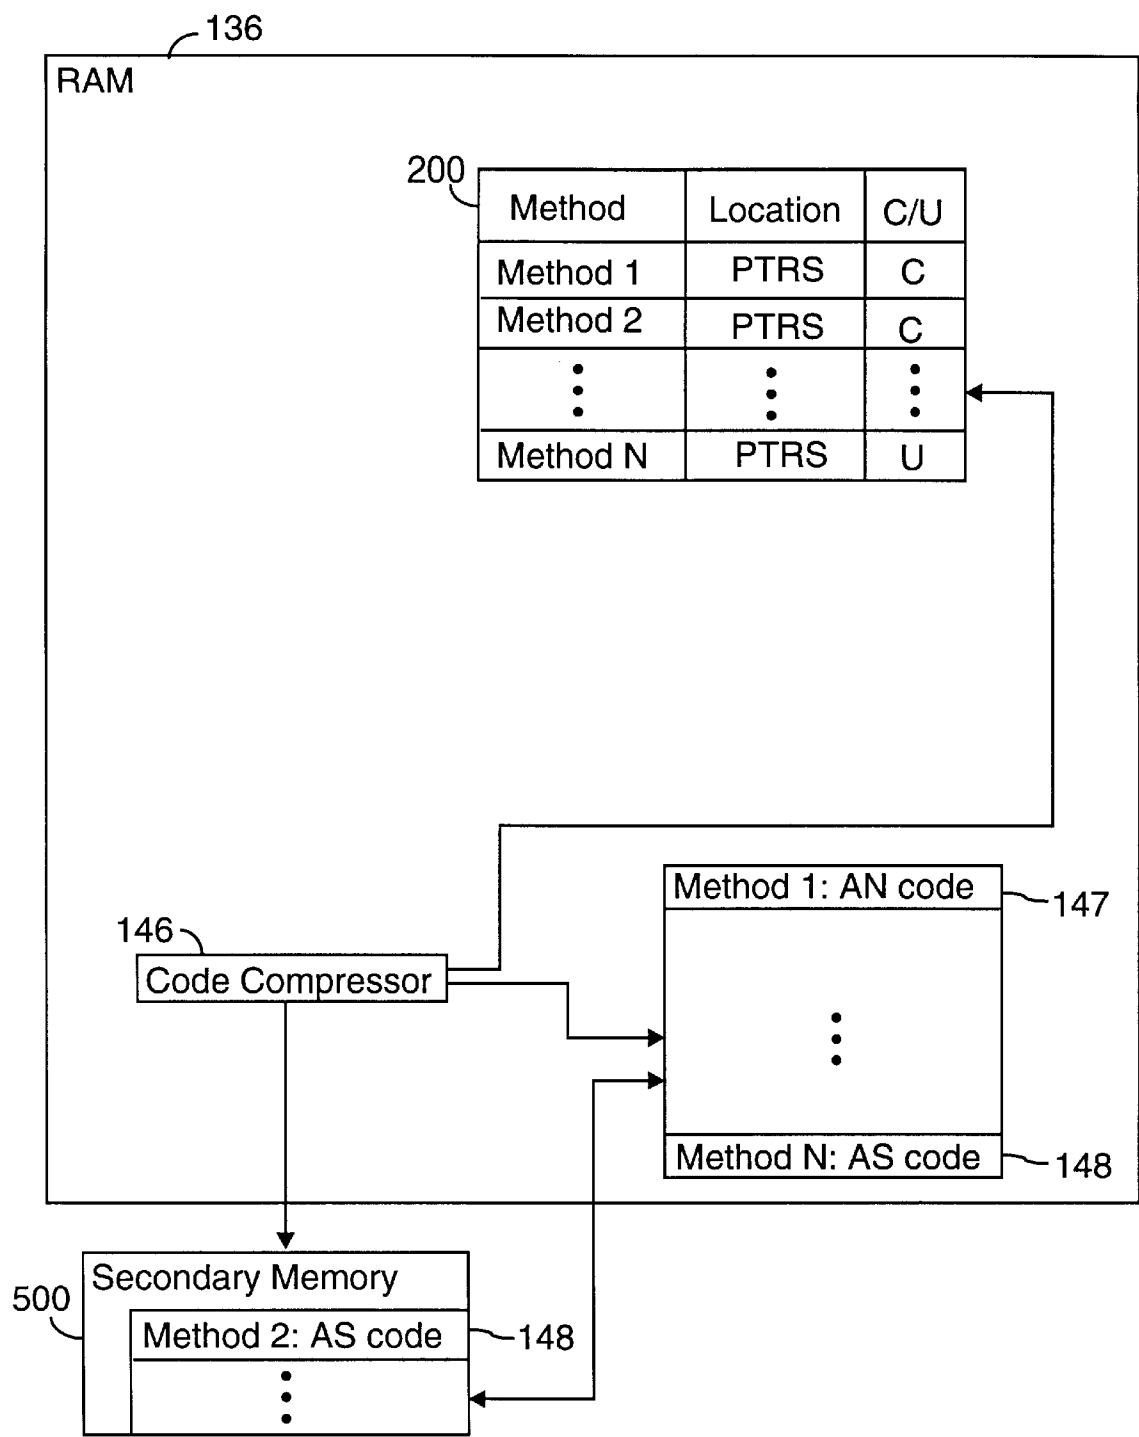 136
RAM
200
Method Location C/U
Method 1 PTRS C
Method 2 PTRS C
Method N PTRS U
Method 1: AN code
147
146
Code Compressor
Method N: AS code
148
Secondary Memory
500
Method 2: AS code
148